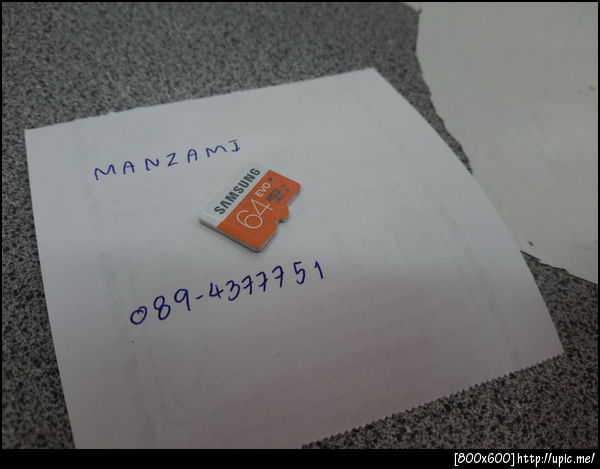 MANZAMI
SAMSUNG
64 EVO
089-4377751
[800x600] http://upic.me/